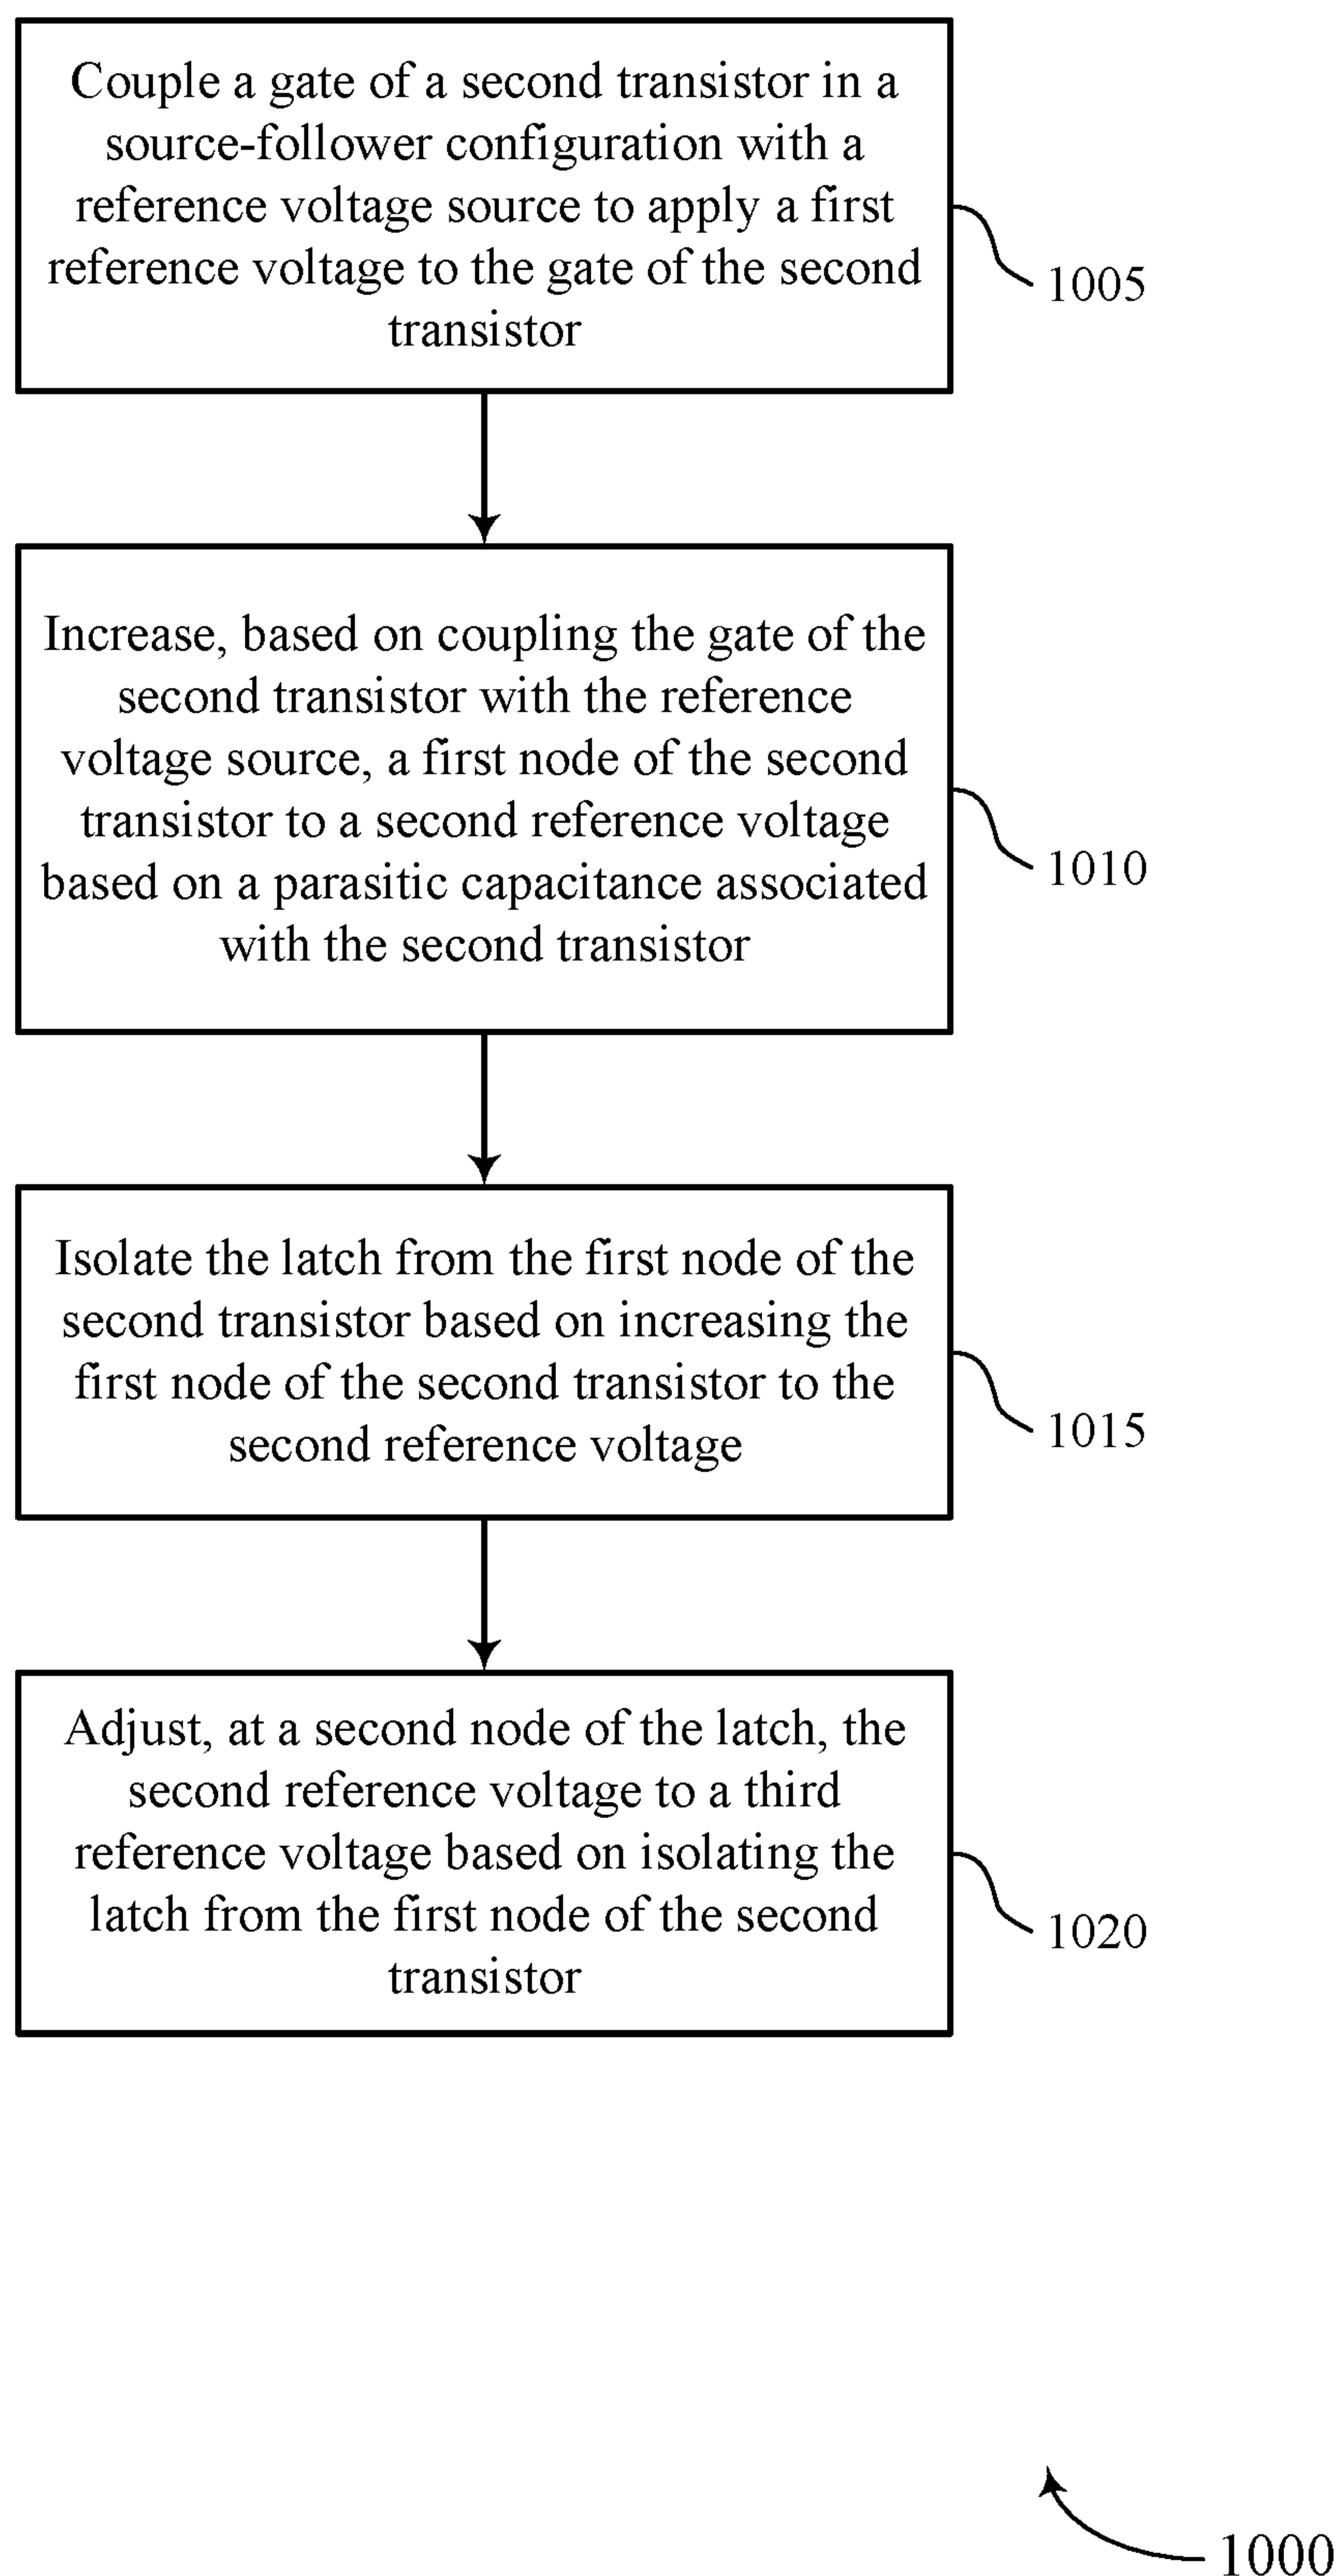 Couple a gate of a second transistor in a
source-follower configuration with a
reference voltage source to apply a first
reference voltage to the gate of the second
transistor
1005
Increase, based on coupling the gate of the
second transistor with the reference
voltage source, a first node of the second
transistor to a second reference voltage
based on a parasitic capacitance associated
with the second transistor
1010
Isolate the latch from the first node of the
second transistor based on increasing the
first node of the second transistor to the
second reference voltage
1015
Adjust, at a second node of the latch, the
second reference voltage to a third
reference voltage based on isolating the
latch from the first node of the second
transistor
1020
1000